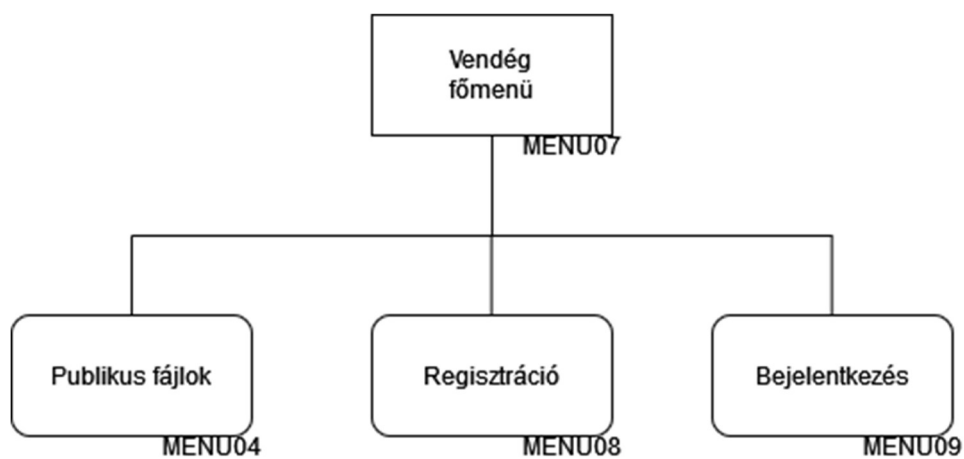 Vendég
főmenü
MENU07
Publikus fájlok
Regisztráció
Bejelentkezés
MENU04
MENU08
MENU09